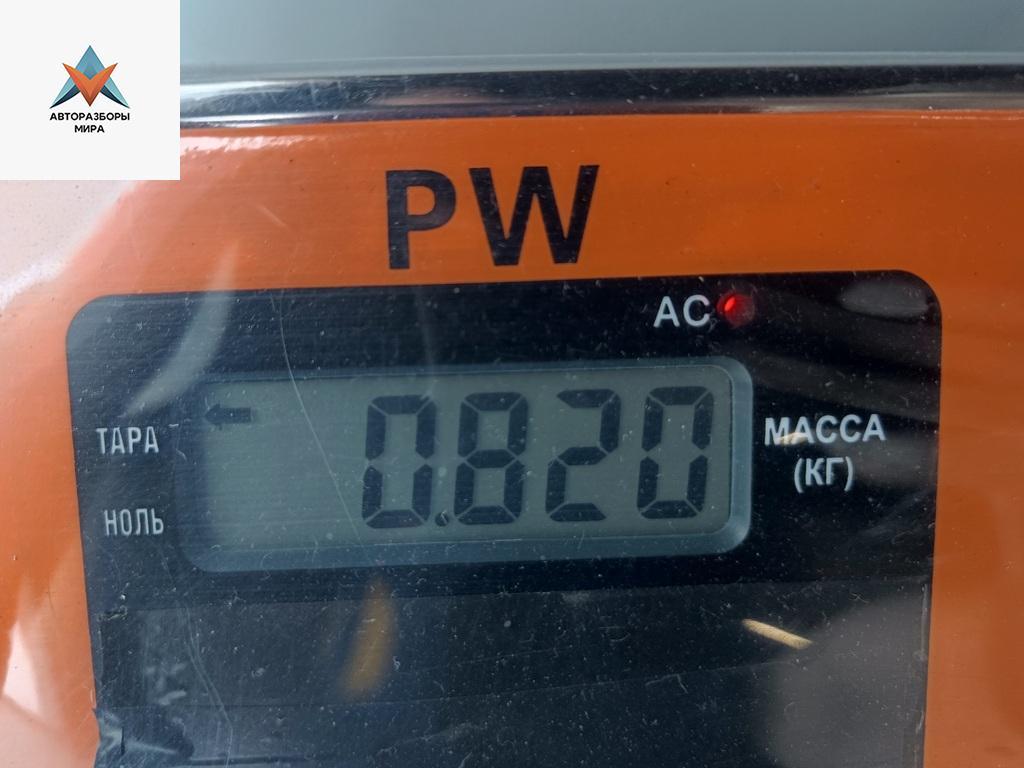 АВТОРАЗБОРЫ
МИРА
PW
AC
ТАРА
0.820
МАССА
(КГ)
НОЛЬ